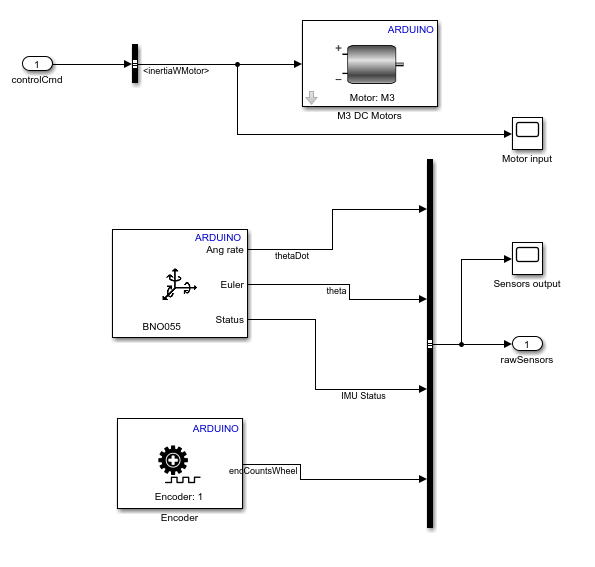 ARDUINO
1
controlCmd
<inertiaWMotor>
+
−
Motor: M3
M3 DC Motors
Motor input
ARDUINO
Ang rate
thetaDot
Euler
theta
Status
BNO055
IMU Status
Sensors output
1
rawSensors
ARDUINO
encCountsWheel
Encoder: 1
Encoder